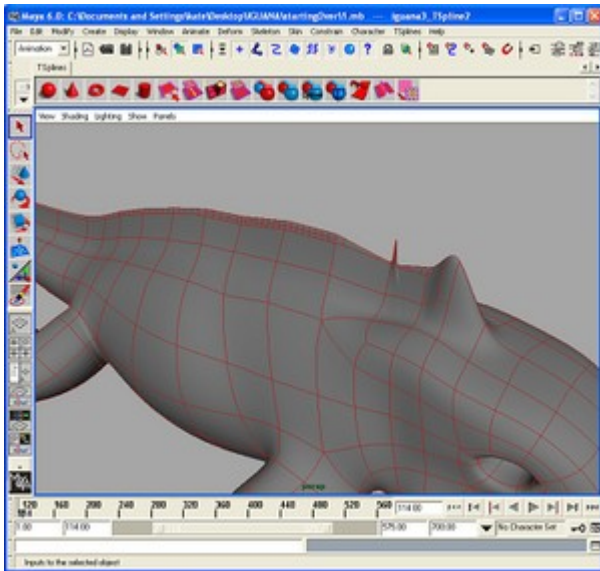 Maya 6.0: C:\Documents and Settings\kate\Desktop\IGUANA\startingOver\1.mb --- iguana3_TSpline2
File Edit Modify Create Display Window Animate Deform Skeleton Skin Constrain Character TSplines Help
Animation
TSplines
View Shading Lighting Show Panels
persp
120 160 200 240 280 320 360 400 440 480 520 560 114.00
1.00 114.00 575.00 700.00 No Character Set
Inputs to the selected object